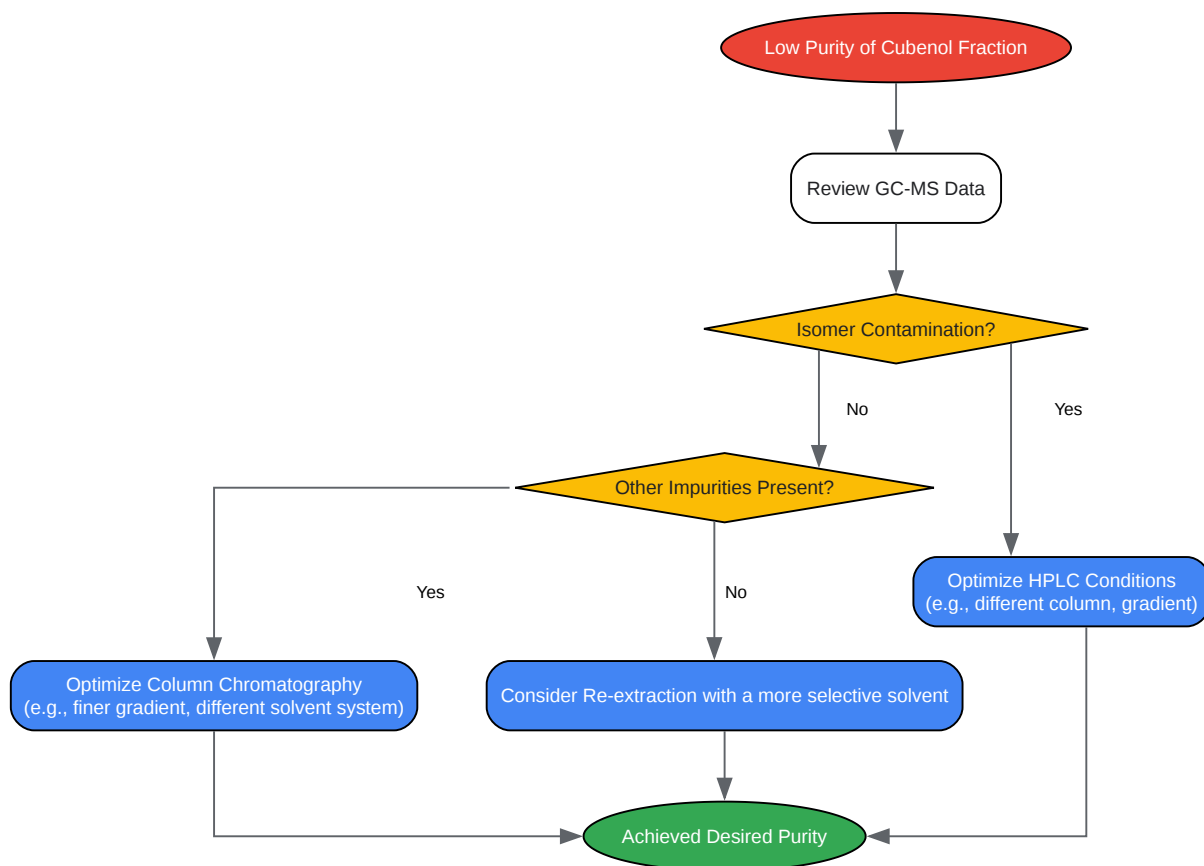 Low Purity of Cubenol Fraction
Review GC-MS Data
Isomer Contamination?
No
Yes
Other Impurities Present?
Optimize HPLC Conditions
(e.g., different column, gradient)
Yes
No
Optimize Column Chromatography
(e.g., finer gradient, different solvent system)
Consider Re-extraction with a more selective solvent
Achieved Desired Purity